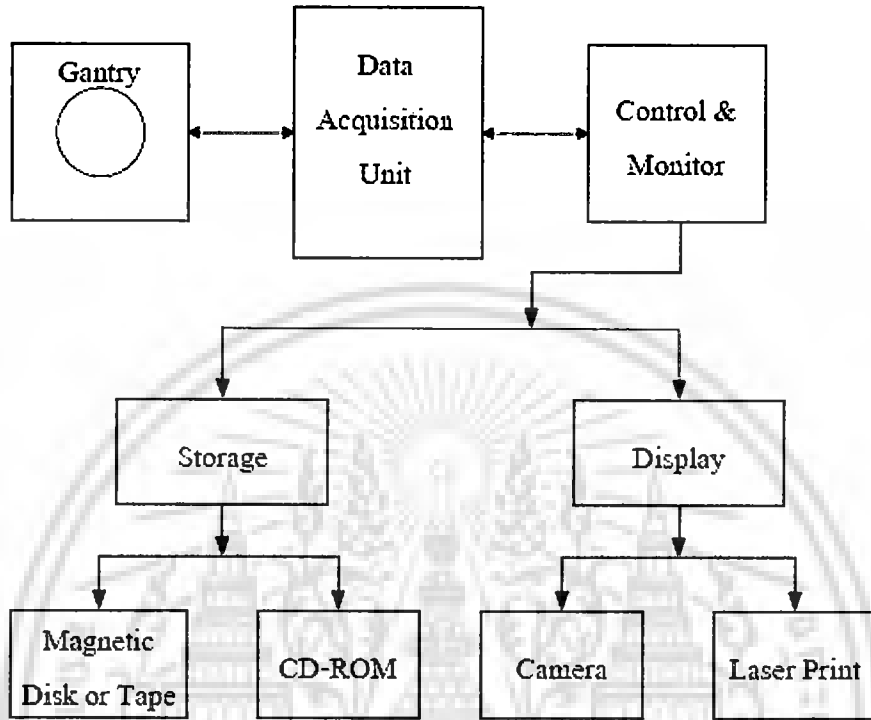 Gantry
Data
Acquisition
Unit
Control &
Monitor
Storage
Display
Magnetic
Disk or Tape
CD-ROM
Camera
Laser Print